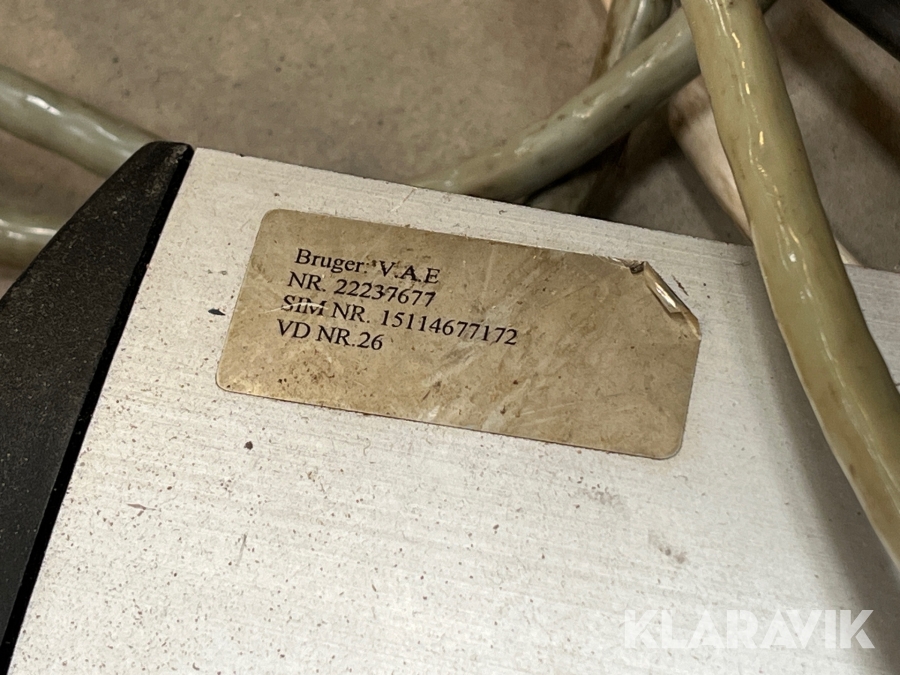 Bruger: V.A.E
NR. 22237677
SIM NR. 15114677172
VD NR.26
KLARAVIK